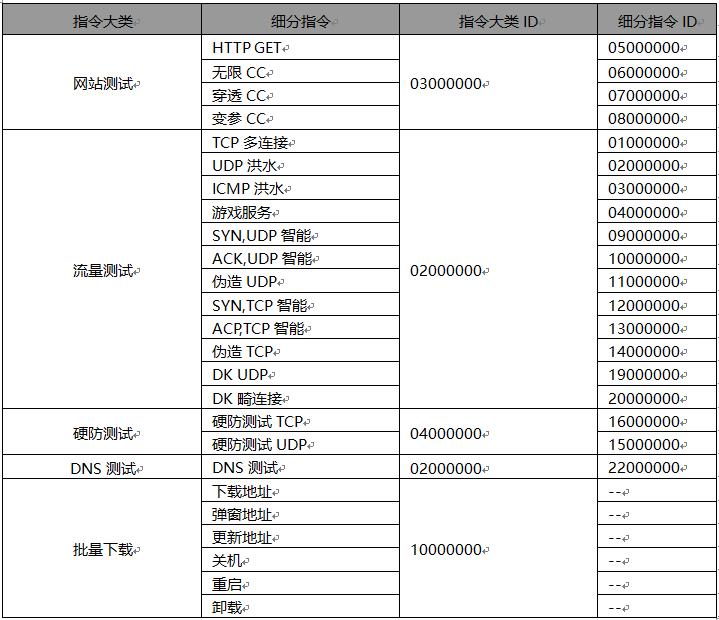 指令大类 细分指令 指令大类 ID 细分指令 ID
HTTP GET 05000000
无限 CC 06000000
网站测试 03000000
穿透 CC 07000000
变参 CC 08000000
TCP 多连接 01000000
UDP 洪水 02000000
ICMP 洪水 03000000
游戏服务 04000000
SYN,UDP 智能 09000000
ACK,UDP 智能 10000000
流量测试 02000000
伪造 UDP 11000000
SYN,TCP 智能 12000000
ACP,TCP 智能 13000000
伪造 TCP 14000000
DK UDP 19000000
DK 畸连接 20000000
硬防测试 TCP 16000000
硬防测试 04000000
硬防测试 UDP 15000000
DNS 测试 DNS 测试 02000000 22000000
下载地址 --
弹窗地址 --
更新地址 --
批量下载 10000000
关机 --
重启 --
卸载 --